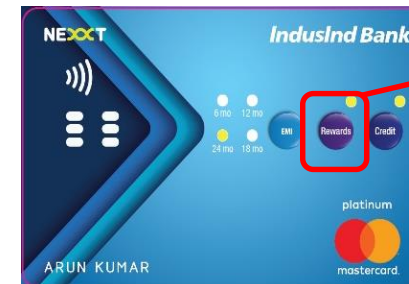 NEXXT
IndusInd Bank
6 mo 12 mo
24 mo 18 mo
EMI Rewards Credit
platinum
ARUN KUMAR
mastercard.